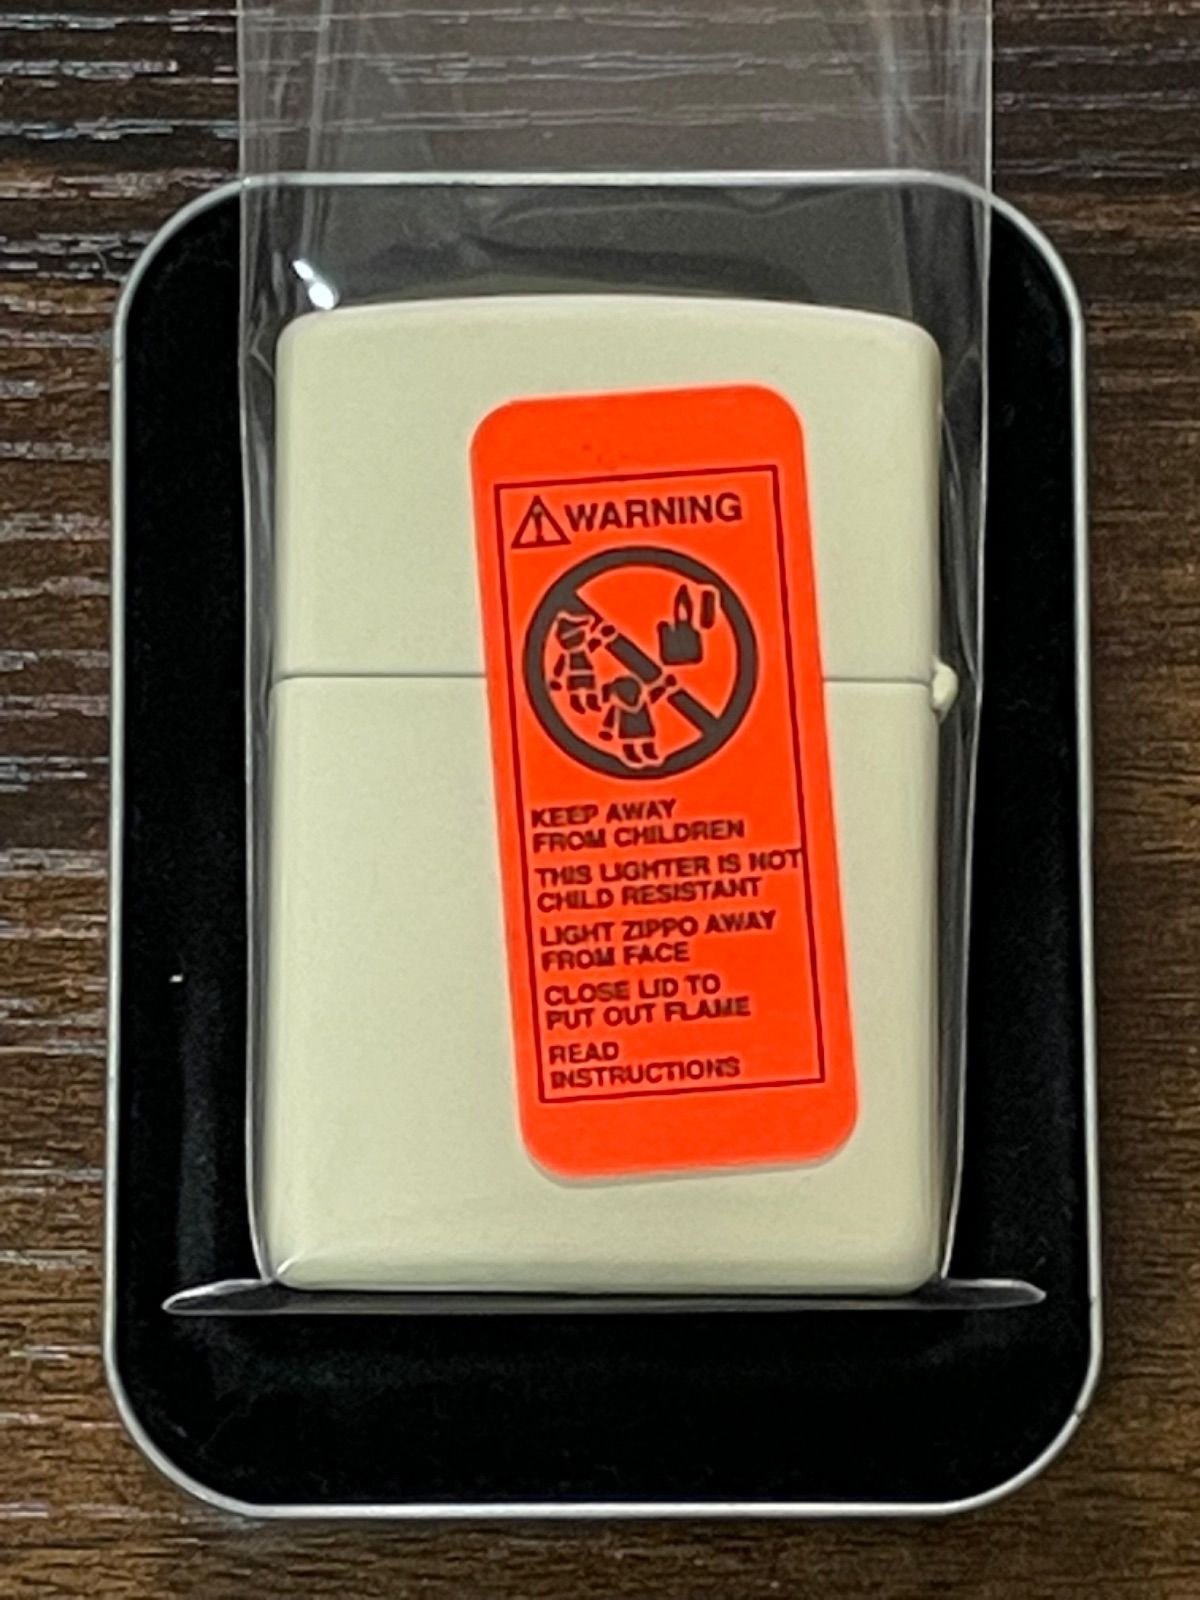 WARNING
KEEP AWAY
FROM CHILDREN
THIS LIGHTER IS NOT
CHILD RESISTANT
LIGHT ZIPPO AWAY
FROM FACE
CLOSE LID TO
PUT OUT FLAME
READ
INSTRUCTIONS